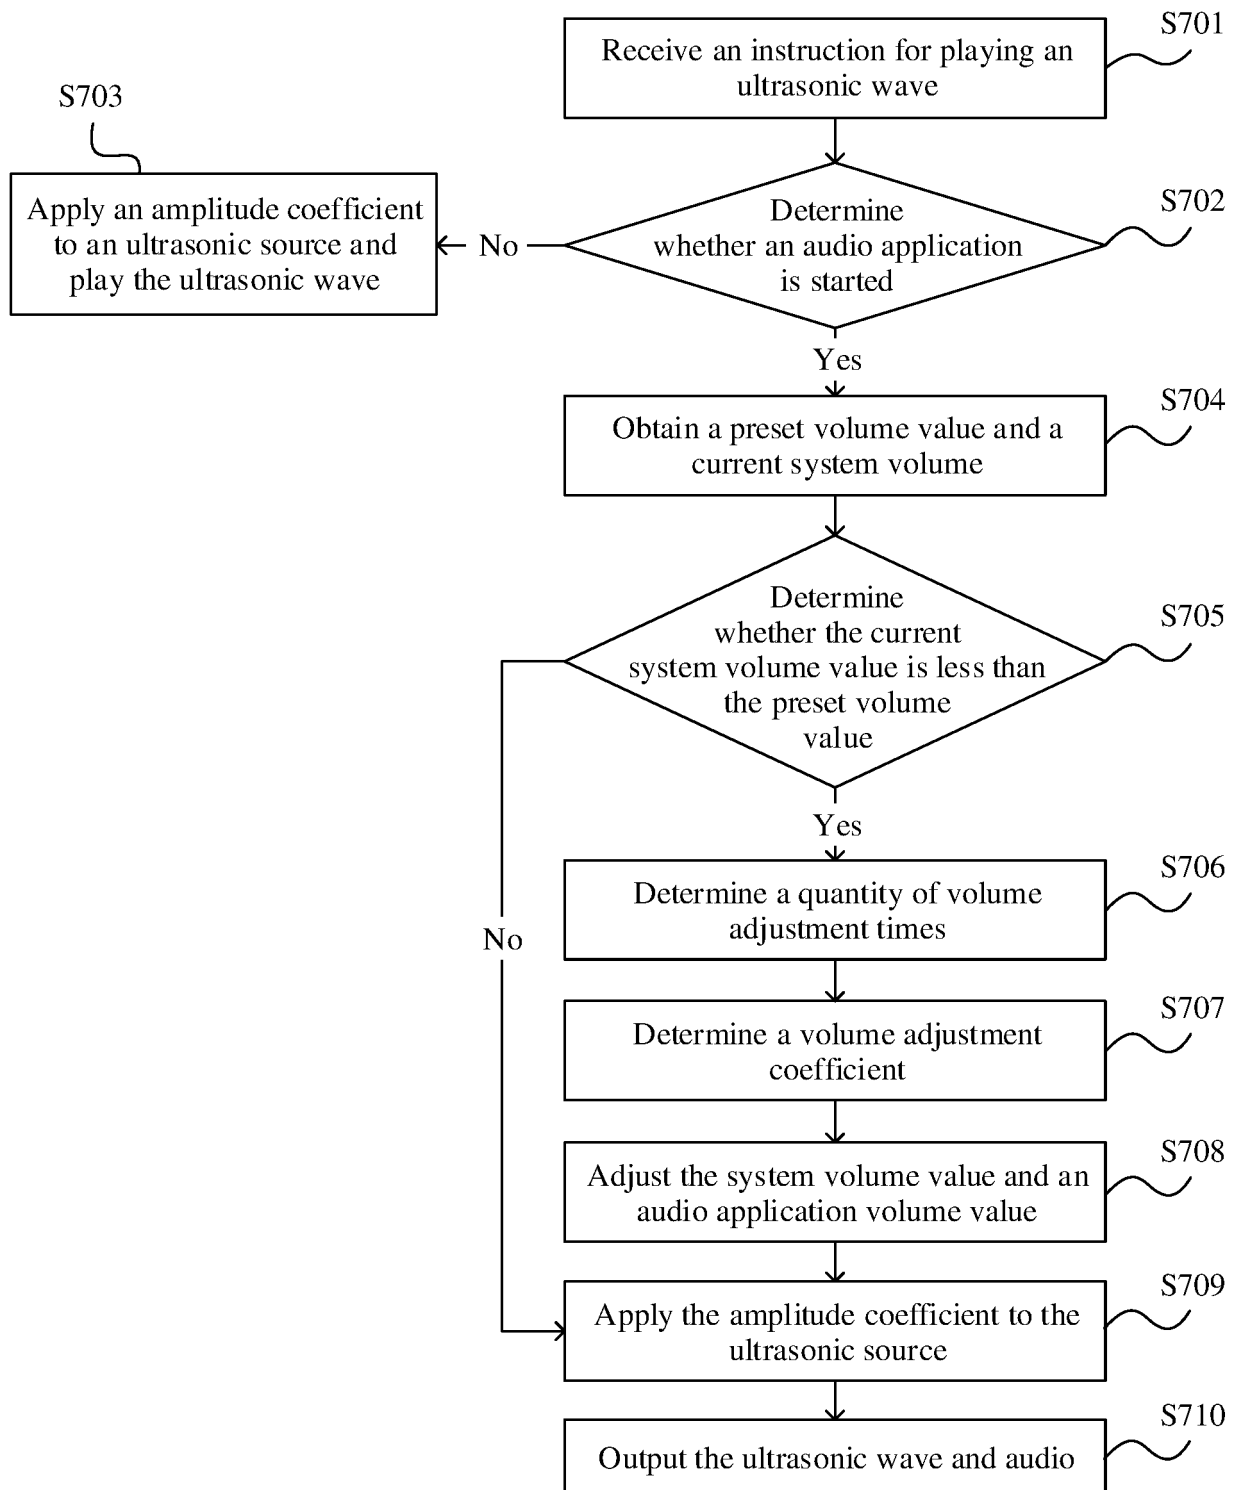 S701
Receive an instruction for playing an
ultrasonic wave
S703
Apply an amplitude coefficient
to an ultrasonic source and
play the ultrasonic wave
No
S702
Determine
whether an audio application
is started
Yes
S704
Obtain a preset volume value and a
current system volume
S705
Determine
whether the current
system volume value is less than
the preset volume
value
Yes
No
S706
Determine a quantity of volume
adjustment times
S707
Determine a volume adjustment
coefficient
S708
Adjust the system volume value and an
audio application volume value
S709
Apply the amplitude coefficient to the
ultrasonic source
S710
Output the ultrasonic wave and audio